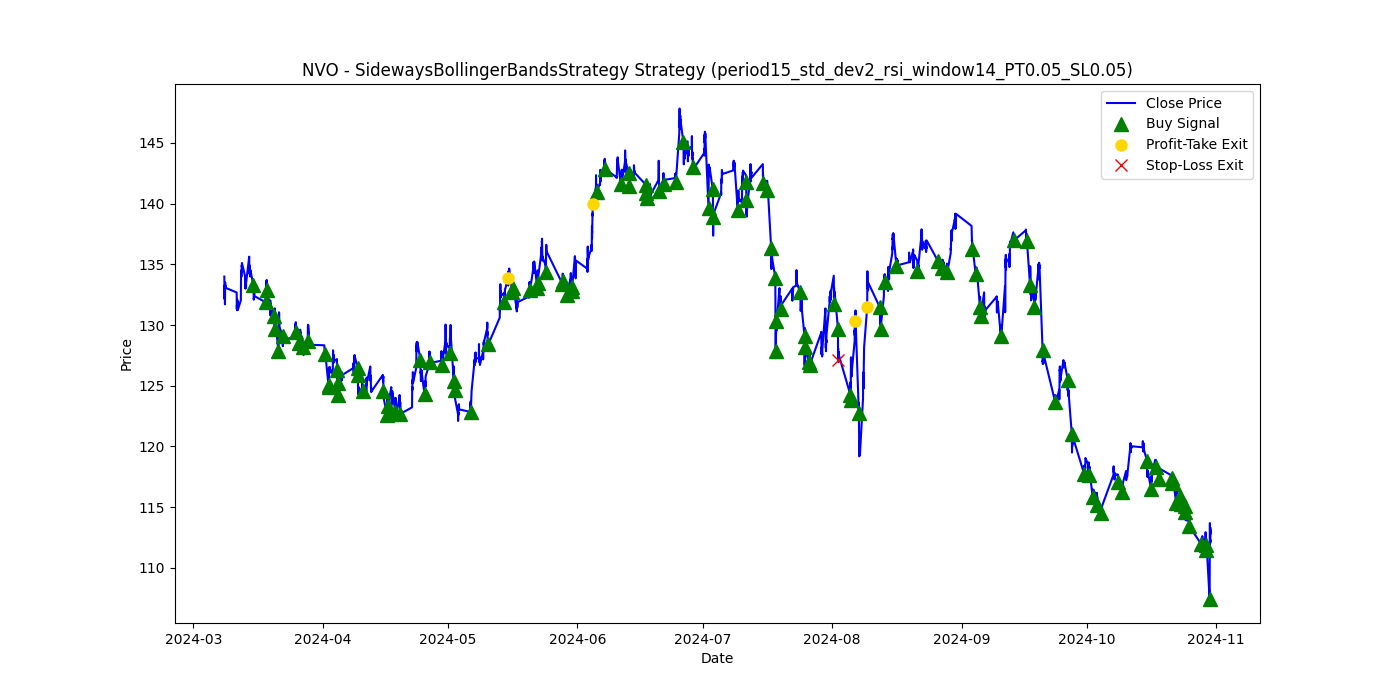 NVO - SidewaysBollingerBandsStrategy Strategy (period15_std_dev2_rsi_window14_PT0.05_SL0.05)
Close Price
Buy Signal
Profit-Take Exit
Stop-Loss Exit
Price
145
140
135
130
125
120
115
110
2024-03 2024-04 2024-05 2024-06 2024-07 2024-08 2024-09 2024-10 2024-11
Date